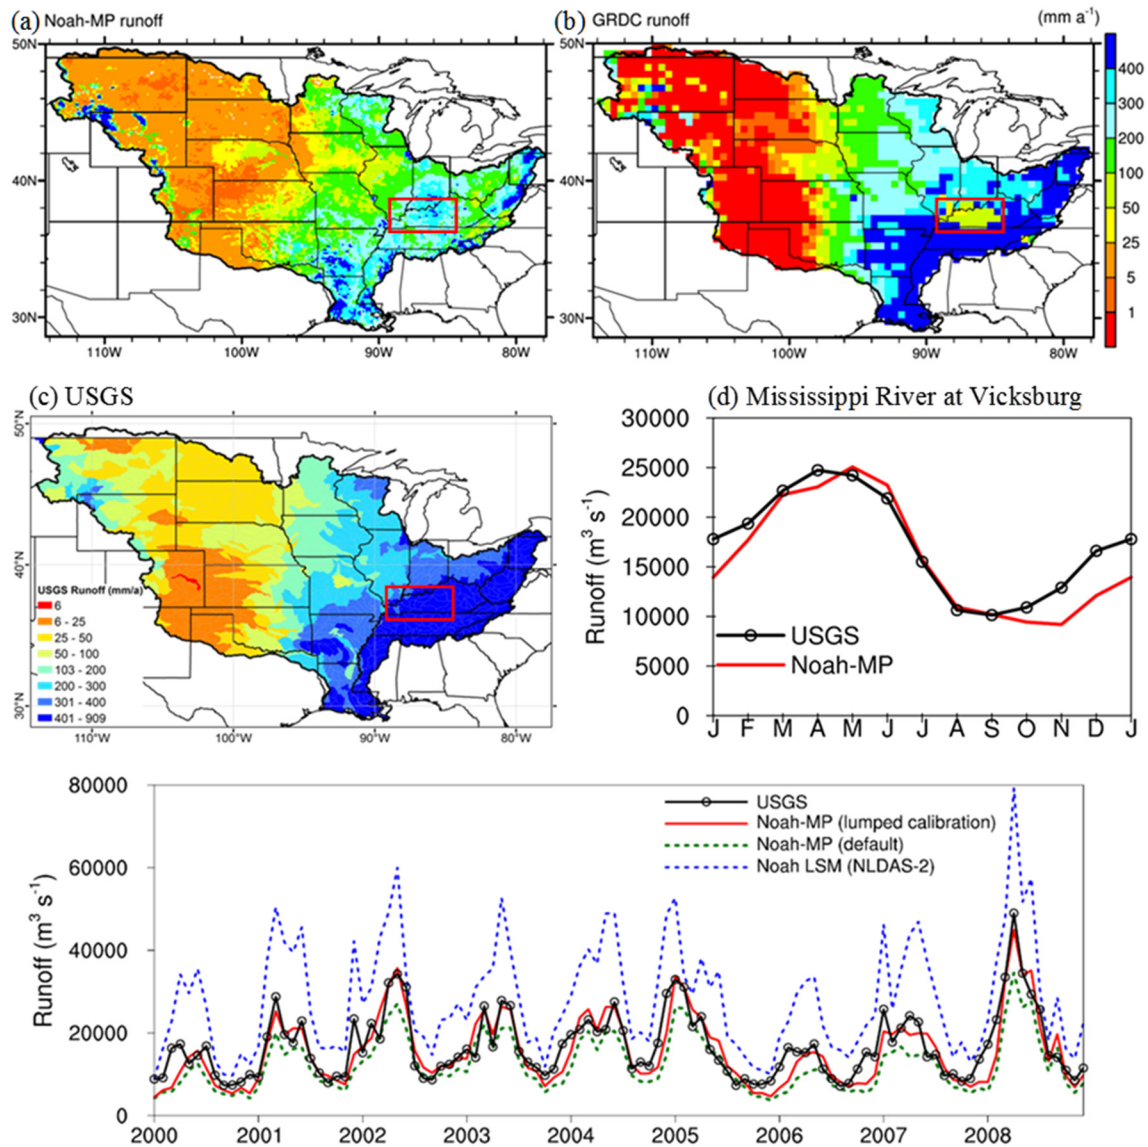 (a) Noah-MP runoff
(b) GRDC runoff (mm a⁻¹)
50N
40N
30N
110W 100W 90W 80W
50N
40N
30N
110W 100W 90W 80W
400
300
200
100
50
25
5
1
(c) USGS
50°N
40°N
30°N
USGS Runoff (mm/a)
6
6 - 25
25 - 50
50 - 100
103 - 200
200 - 300
301 - 400
401 - 909
110°W 100°W 90°W 80°W
(d) Mississippi River at Vicksburg
30000
25000
20000
15000
10000
5000
0
Runoff (m³ s⁻¹)
USGS
Noah-MP
J F M A M J J A S O N D J
80000
60000
40000
20000
0
Runoff (m³ s⁻¹)
USGS
Noah-MP (lumped calibration)
Noah-MP (default)
Noah LSM (NLDAS-2)
2000 2001 2002 2003 2004 2005 2006 2007 2008